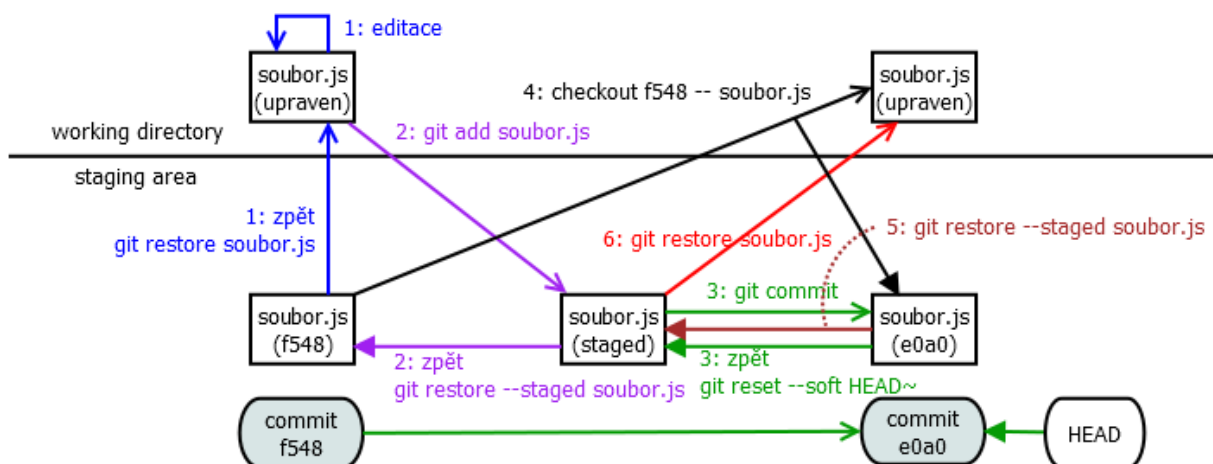 1: editace
soubor.js
(upraven)
soubor.js
(upraven)
4: checkout f548 -- soubor.js
working directory
2: git add soubor.js
staging area
1: zpět
git restore soubor.js
6: git restore soubor.js
5: git restore --staged soubor.js
3: git commit
soubor.js
(f548)
soubor.js
(staged)
soubor.js
(e0a0)
2: zpět
git restore --staged soubor.js
3: zpět
git reset --soft HEAD~
commit
f548
commit
e0a0
HEAD